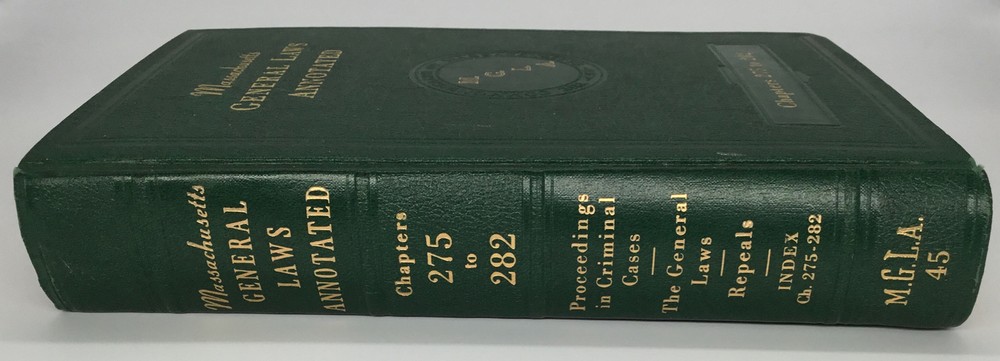 Massachusetts
GENERAL LAWS
ANNOTATED
M G L A
Massachusetts
GENERAL
LAWS
ANNOTATED
Chapters
275
to
282
Proceedings
in Criminal
Cases
The General
Laws
Repeals
INDEX
Ch. 275-282
M.G.L.A.
45